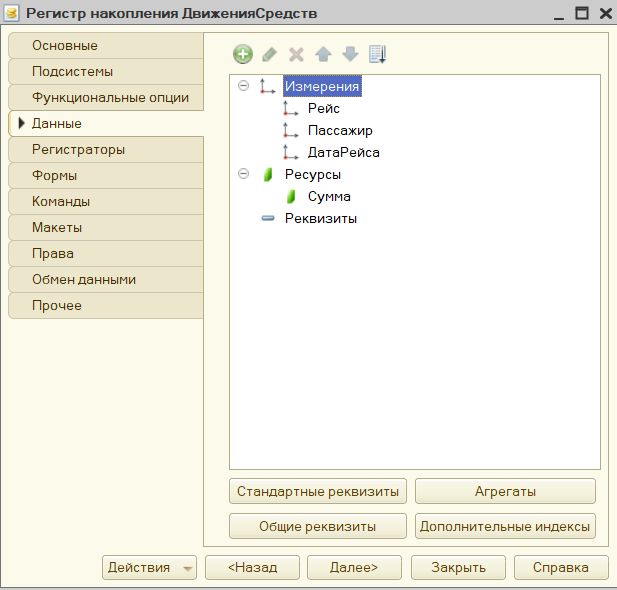 Регистр накопления ДвиженияСредств
Основные
Подсистемы
Функциональные опции
Данные
Регистраторы
Формы
Команды
Макеты
Права
Обмен данными
Прочее
Измерения
Рейс
Пассажир
ДатаРейса
Ресурсы
Сумма
Реквизиты
Стандартные реквизиты
Агрегаты
Общие реквизиты
Дополнительные индексы
Действия
<Назад
Далее>
Закрыть
Справка